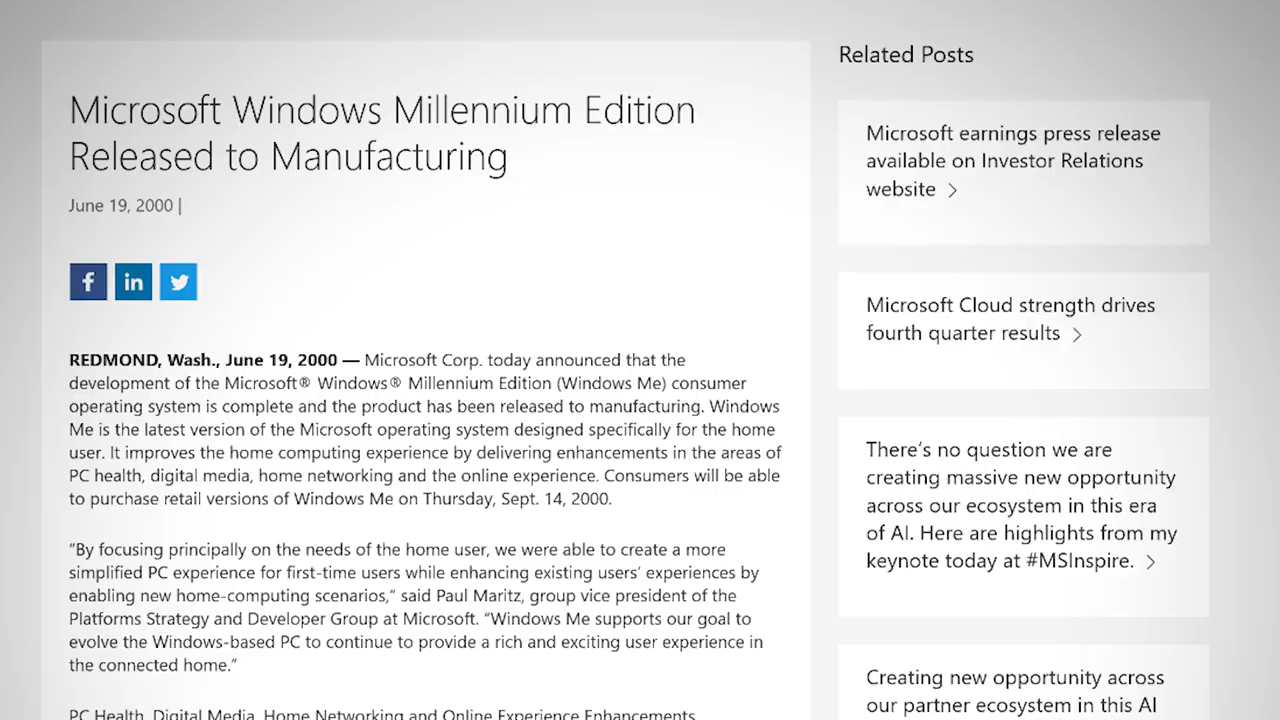 Microsoft Windows Millennium Edition
Released to Manufacturing
June 19, 2000 |
f in
REDMOND, Wash., June 19, 2000 — Microsoft Corp. today announced that the
development of the Microsoft® Windows® Millennium Edition (Windows Me) consumer
operating system is complete and the product has been released to manufacturing. Windows
Me is the latest version of the Microsoft operating system designed specifically for the home
user. It improves the home computing experience by delivering enhancements in the areas of
PC health, digital media, home networking and the online experience. Consumers will be able
to purchase retail versions of Windows Me on Thursday, Sept. 14, 2000.
“By focusing principally on the needs of the home user, we were able to create a more
simplified PC experience for first-time users while enhancing existing users’ experiences by
enabling new home-computing scenarios,” said Paul Maritz, group vice president of the
Platforms Strategy and Developer Group at Microsoft. “Windows Me supports our goal to
evolve the Windows-based PC to continue to provide a rich and exciting user experience in
the connected home.”
PC Health, Digital Media, Home Networking and Online Experience Enhancements
Related Posts
Microsoft earnings press release
available on Investor Relations
website
Microsoft Cloud strength drives
fourth quarter results
There’s no question we are
creating massive new opportunity
across our ecosystem in this era
of AI. Here are highlights from my
keynote today at #MSInspire.
Creating new opportunity across
our partner ecosystem in this AI